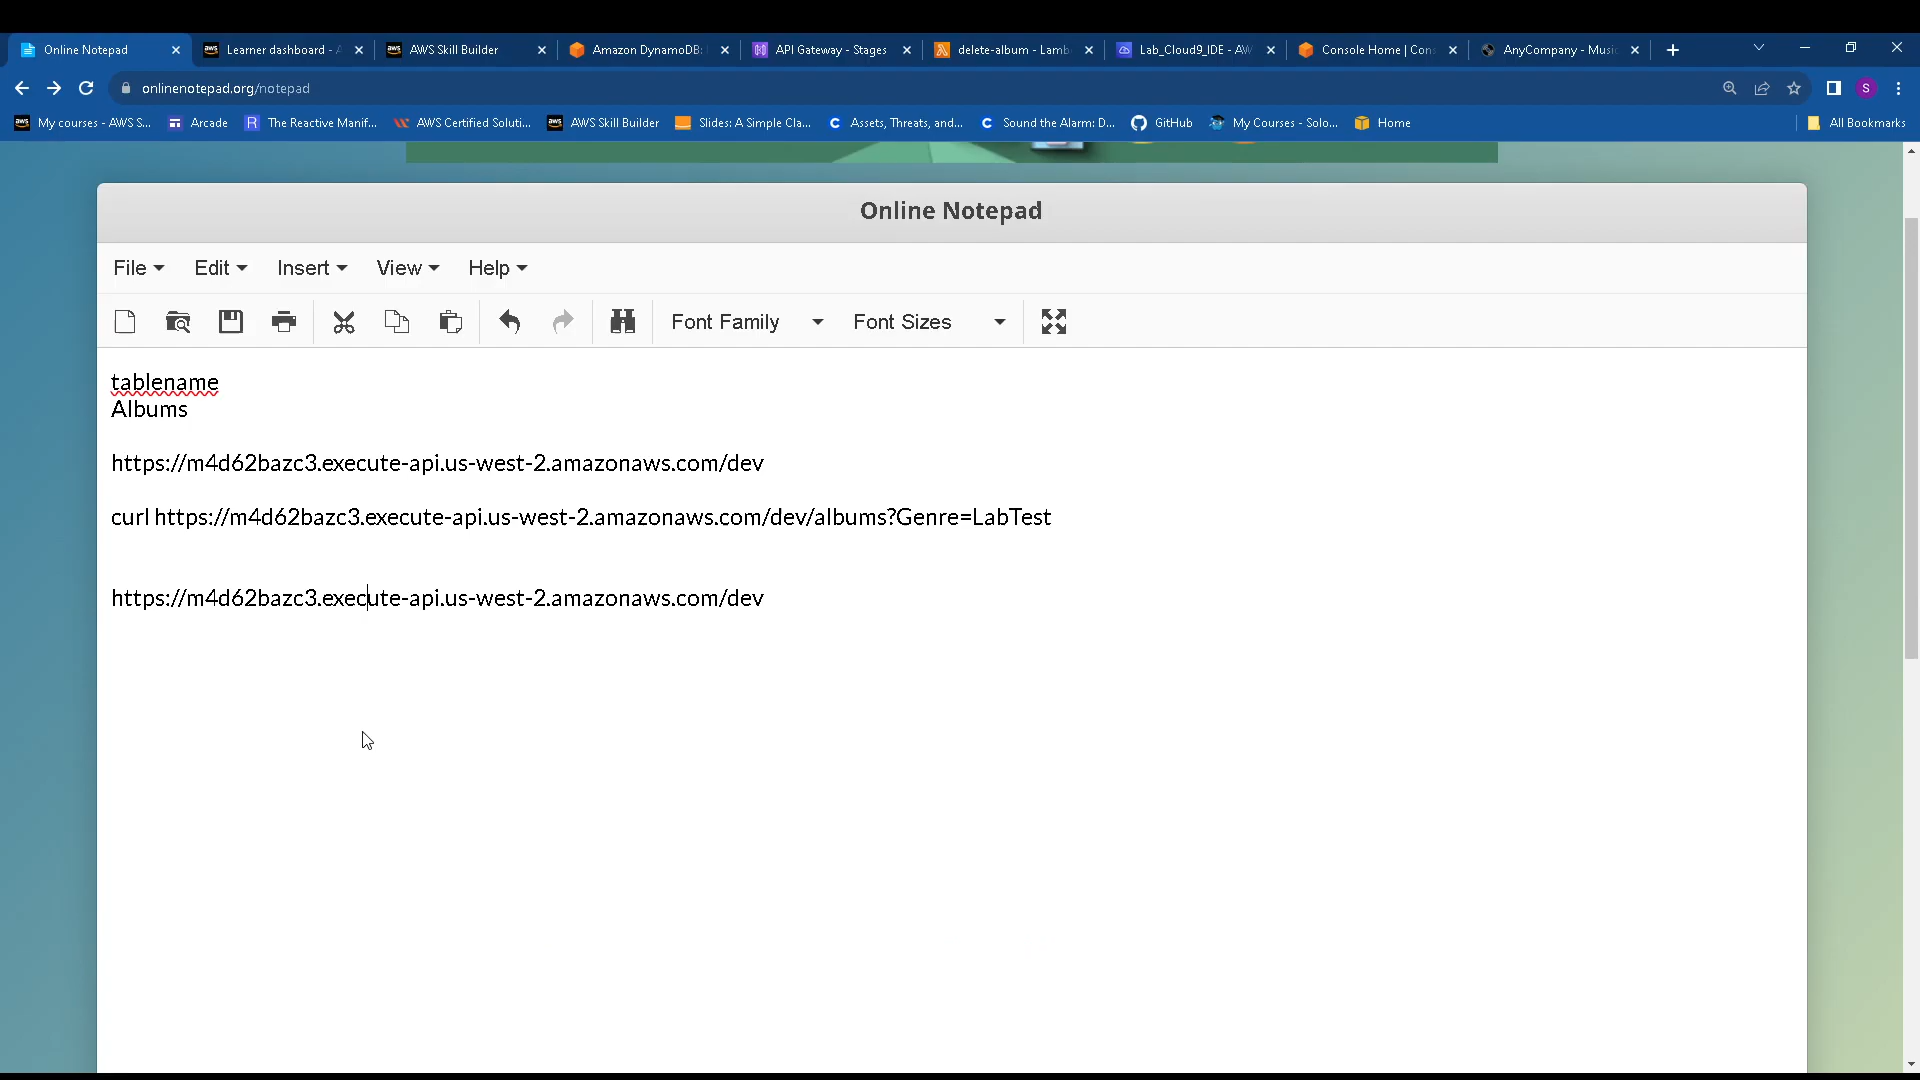 Online Notepad
Learner dashboard - A
AWS Skill Builder
Amazon DynamoDB:
API Gateway - Stages
delete-album - Lamb
Lab_Cloud9_IDE - AW
Console Home | Cons
AnyCompany - Music
onlinenotepad.org/notepad
S
My courses - AWS S...
Arcade
R The Reactive Manif...
AWS Certified Soluti...
AWS Skill Builder
Slides: A Simple Cla...
C Assets, Threats, and...
C Sound the Alarm: D...
GitHub
My Courses - Solo...
Home
All Bookmarks
Online Notepad
File Edit Insert View Help
Font Family Font Sizes
tablename
Albums
https://m4d62bazc3.execute-api.us-west-2.amazonaws.com/dev
curl https://m4d62bazc3.execute-api.us-west-2.amazonaws.com/dev/albums?Genre=LabTest
https://m4d62bazc3.execute-api.us-west-2.amazonaws.com/dev